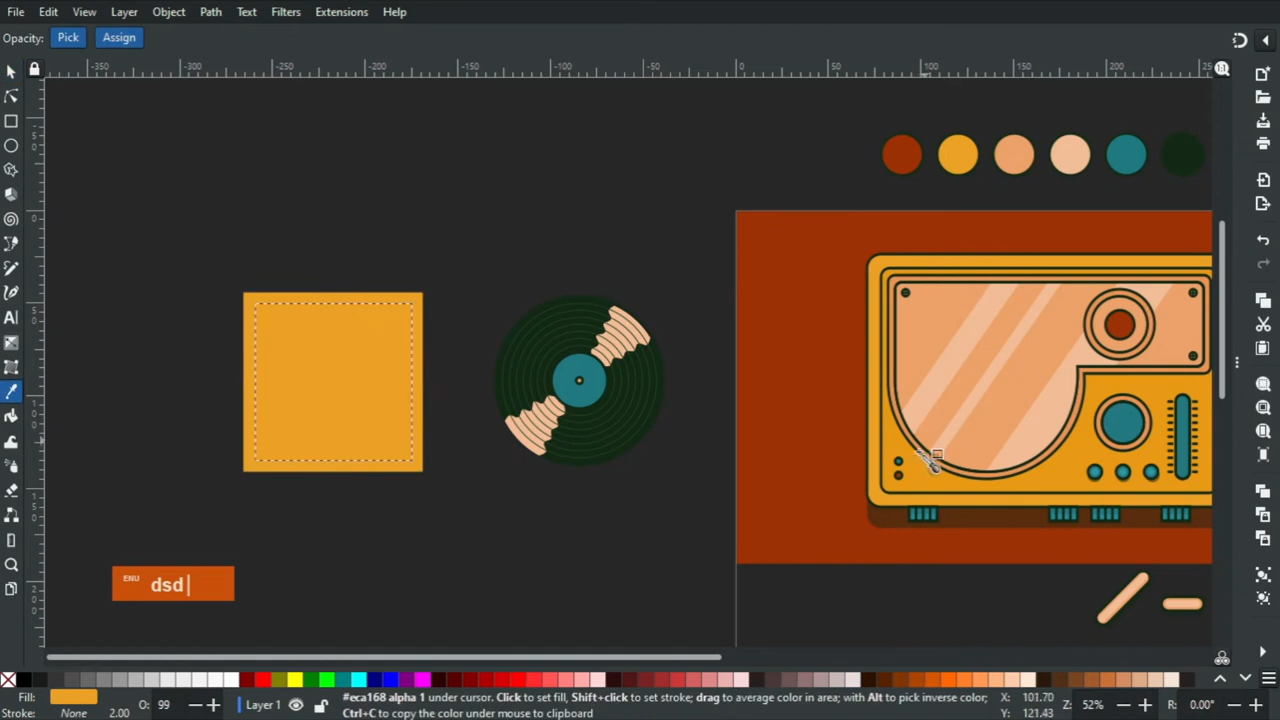 File Edit View Layer Object Path Text Filters Extensions Help
Opacity: Pick Assign
-350 -300 -250 -200 -150 -100 -50 0 50 100 150 200 25
ENU dsd
Fill: O: 99 Layer 1 #eca168 alpha 1 under cursor. Click to set fill, Shift+click to set stroke; drag to average color in area; with Alt to pick inverse color; X: 101.70 Z: 52% R: 0.00°
Stroke: None 2.00 Ctrl+C to copy the color under mouse to clipboard Y: 121.43